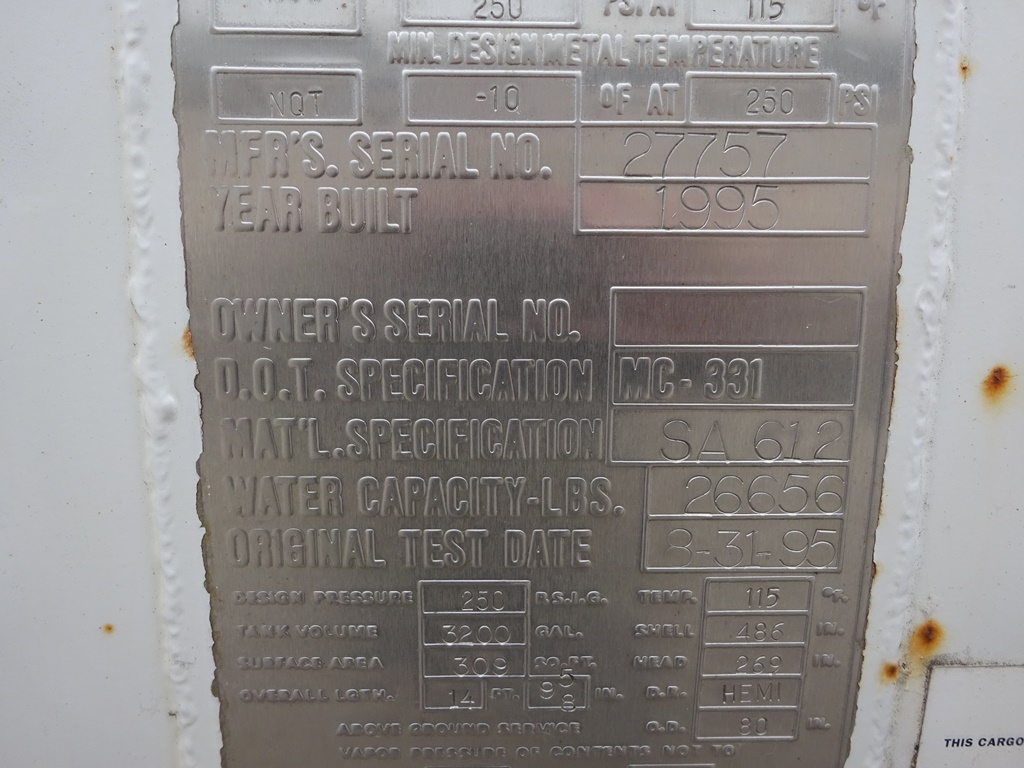 250 PSI AT 115 °F
MIN. DESIGN METAL TEMPERATURE
NQT -10 °F AT 250 PSI
MFR'S. SERIAL NO. 27757
YEAR BUILT 1995
OWNER'S SERIAL NO.
D.O.T. SPECIFICATION MC-331
MAT'L. SPECIFICATION SA 612
WATER CAPACITY-LBS. 26656
ORIGINAL TEST DATE 8-31-95
DESIGN PRESSURE 250 P.S.I.G. TEMP. 115 °F.
TANK VOLUME 3200 GAL. SHELL .486 IN.
SURFACE AREA 309 SQ.FT. HEAD .269 IN.
OVERALL LGTH. 14 FT. 9 5/8 IN. D.R. HEMI
ABOVE GROUND SERVICE O.D. 80 IN.
VAPOR PRESSURE OF CONTENTS NOT TO
THIS CARGO